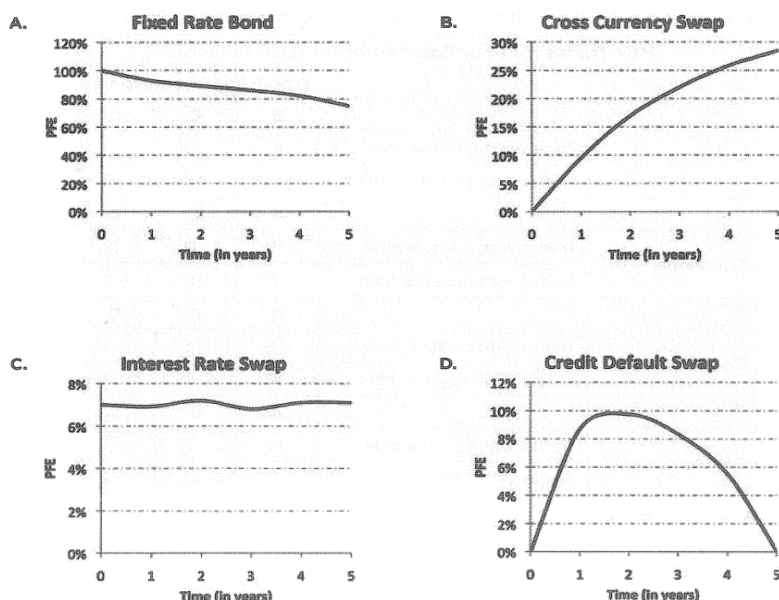 A.
Fixed Rate Bond
120%
100%
80%
60%
40%
20%
0%
PFE
0 1 2 3 4 5
Time (in years)
B.
Cross Currency Swap
30%
25%
20%
15%
10%
5%
0%
PFE
0 1 2 3 4 5
Time (in years)
C.
Interest Rate Swap
8%
6%
4%
2%
0%
PFE
0 1 2 3 4 5
Time (in years)
D.
Credit Default Swap
12%
10%
8%
6%
4%
2%
0%
PFE
0 1 2 3 4 5
Time (in years)